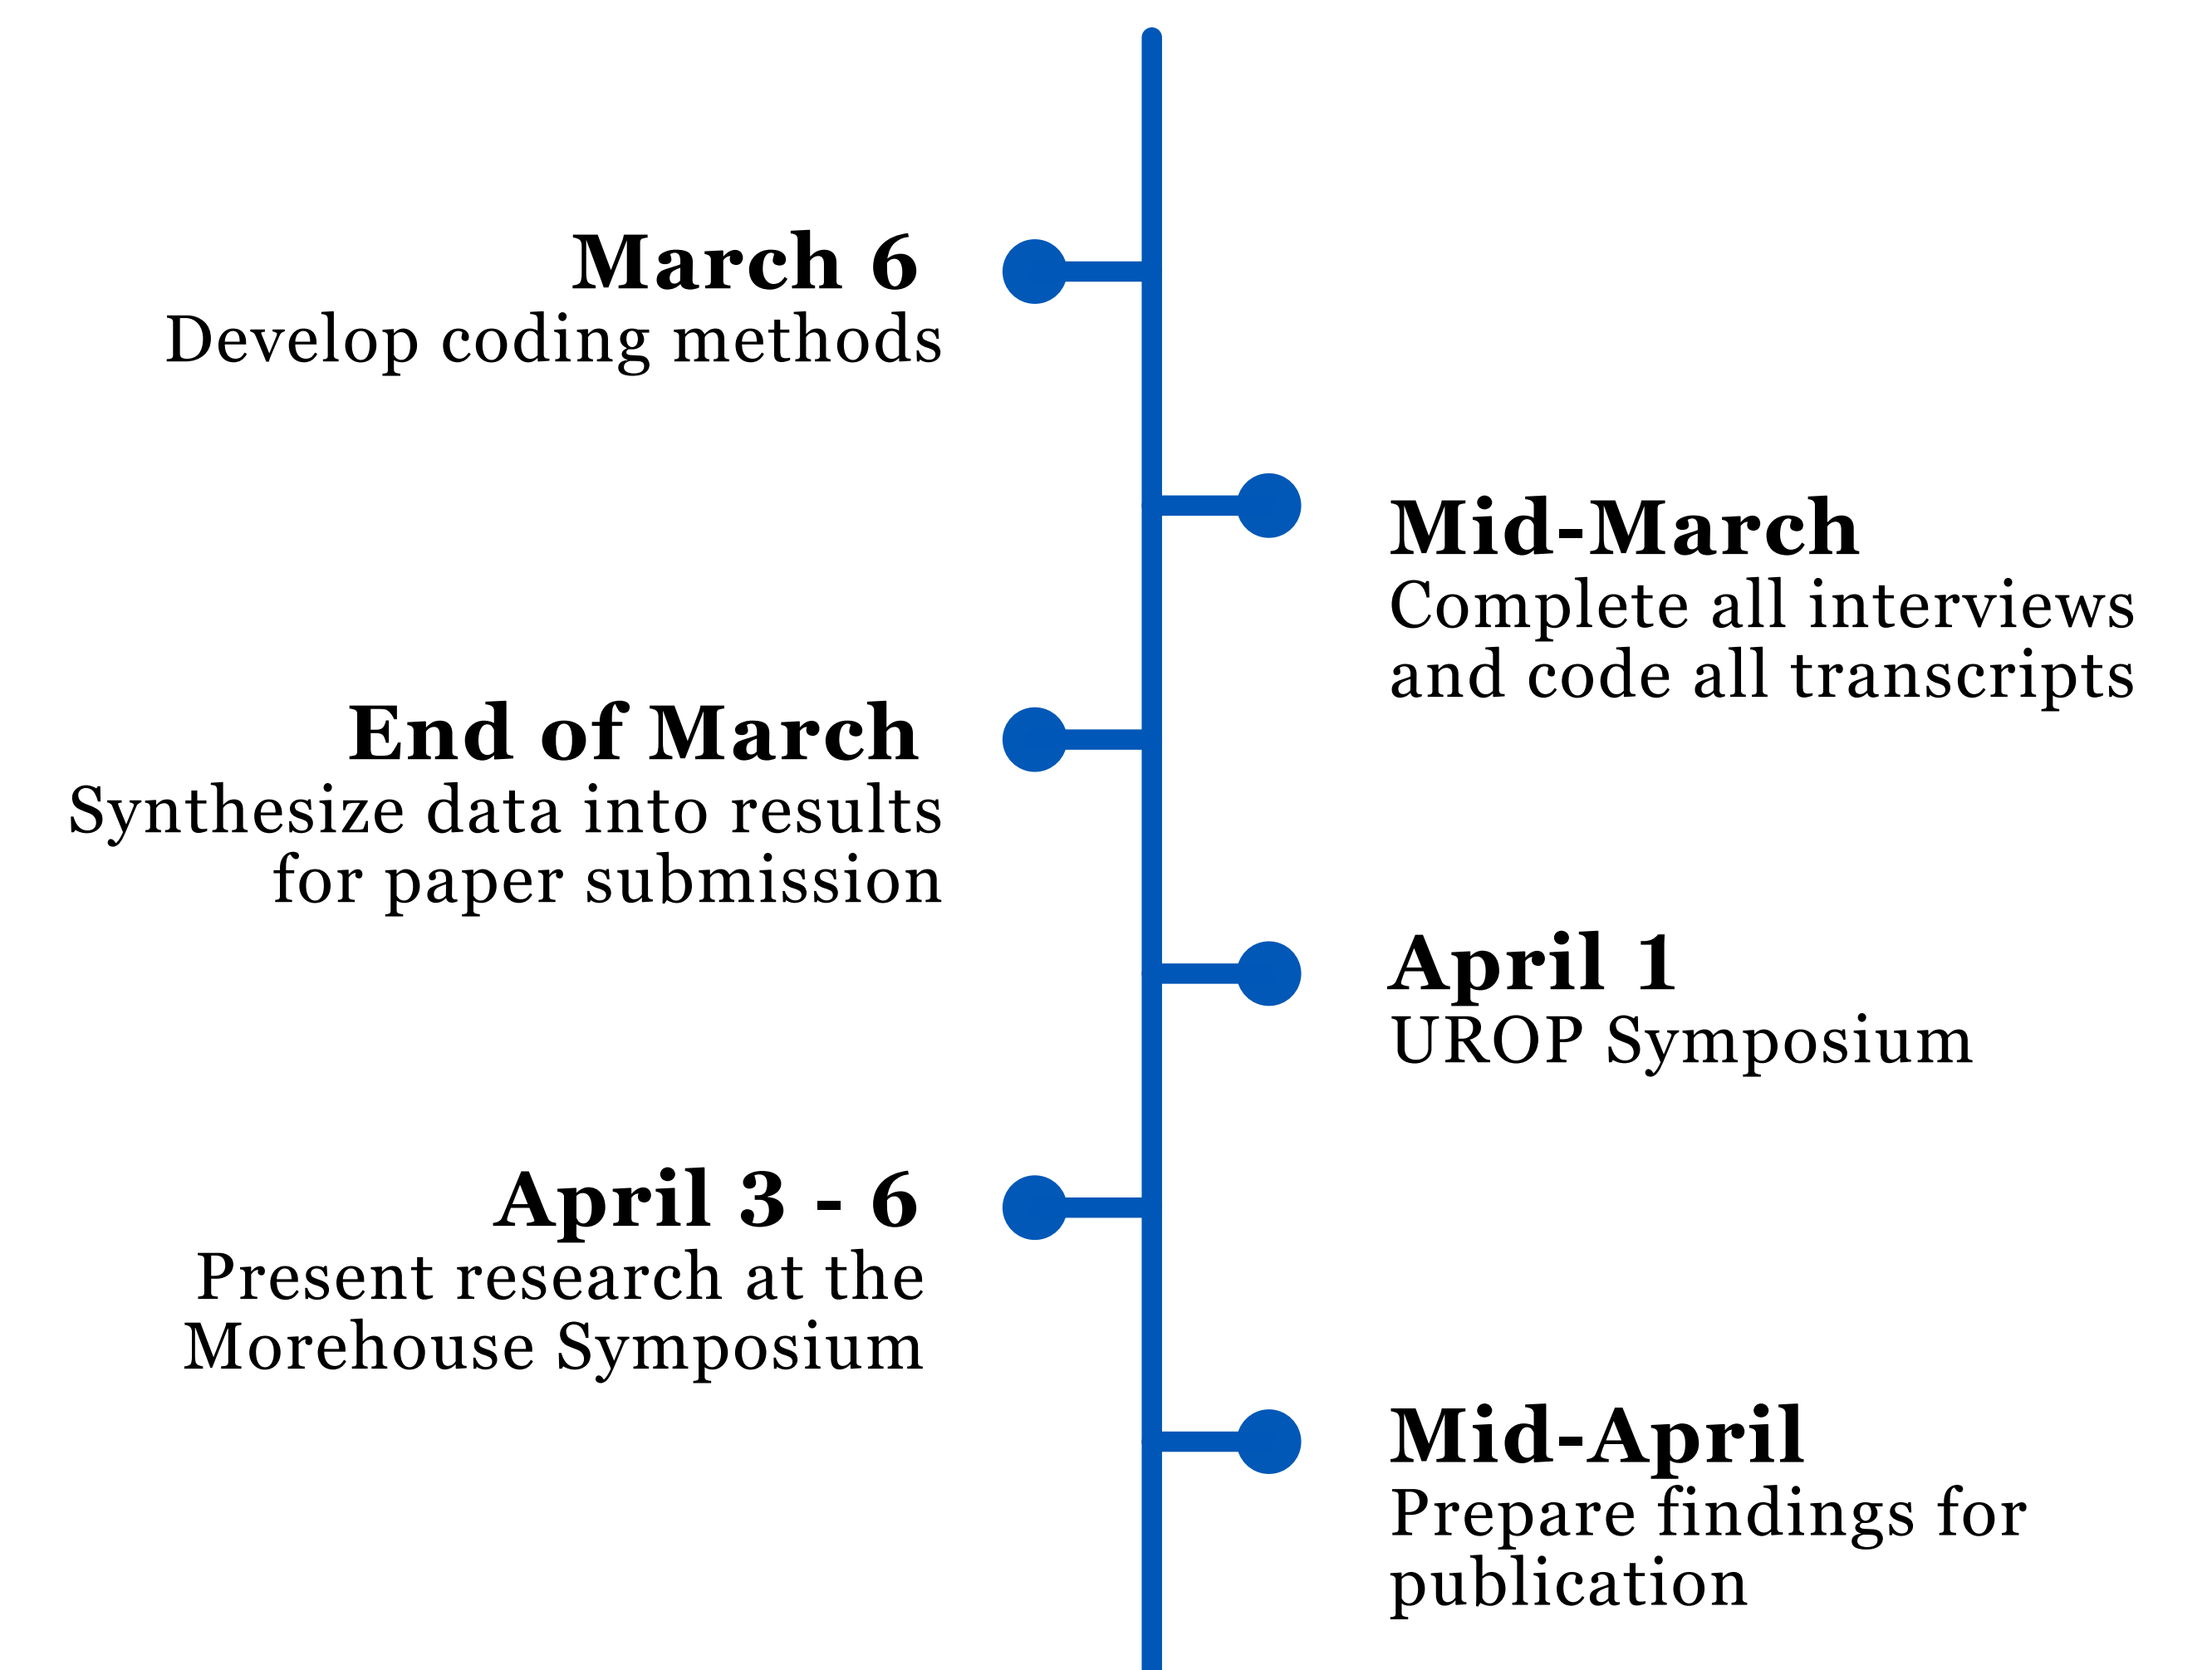 March 6
Develop coding methods
Mid-March
Complete all interviews
and code all transcripts
End of March
Synthesize data into results
for paper submission
April 1
UROP Symposium
April 3 - 6
Present research at the
Morehouse Symposium
Mid-April
Prepare findings for
publication